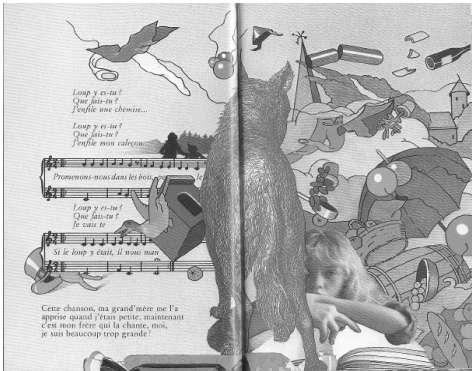 Loup y es-tu ?
Que fais-tu ?
J'enfile une chemise...
Loup y es-tu ?
Que fais-tu ?
J'enfile mon caleçon...
Promenons-nous dans les bois, le
Loup y es-tu ?
Que fais-tu ?
Je vais te
Si le loup y était, il nous man
Cette chanson, ma grand'mère me l'a
apprise quand j'étais petite, maintenant
c'est mon frère qui la chante, moi,
je suis beaucoup trop grande !